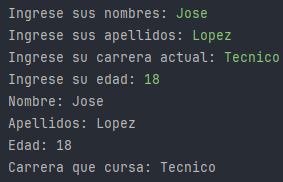 Ingrese sus nombres: Jose
Ingrese sus apellidos: Lopez
Ingrese su carrera actual: Tecnico
Ingrese su edad: 18
Nombre: Jose
Apellidos: Lopez
Edad: 18
Carrera que cursa: Tecnico